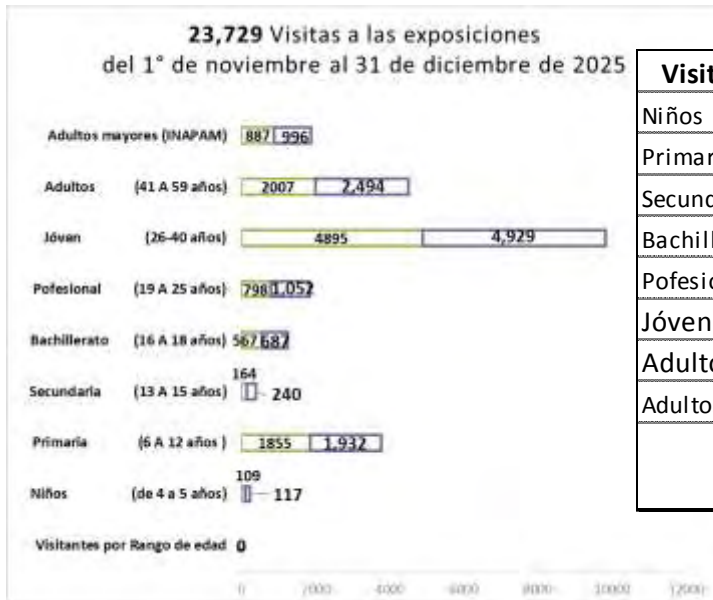 23,729 Visitas a las exposiciones
del 1° de noviembre al 31 de diciembre de 2025
Adultos mayores (INAPAM) 887 996
Adultos (41 A 59 años) 2007 2,494
Jóven (26-40 años) 4895 4,929
Pofesional (19 A 25 años) 798 1,052
Bachillerato (16 A 18 años) 567 687
164
Secundaria (13 A 15 años) 240
Primaria (6 A 12 años ) 1855 1,932
109
Niños (de 4 a 5 años) 117
Visitantes por Rango de edad 0
0 2000 4000 6000 8000 10000 12000
Visit
Niños
Primar
Secund
Bachill
Pofesio
Jóven
Adulto
Adulto